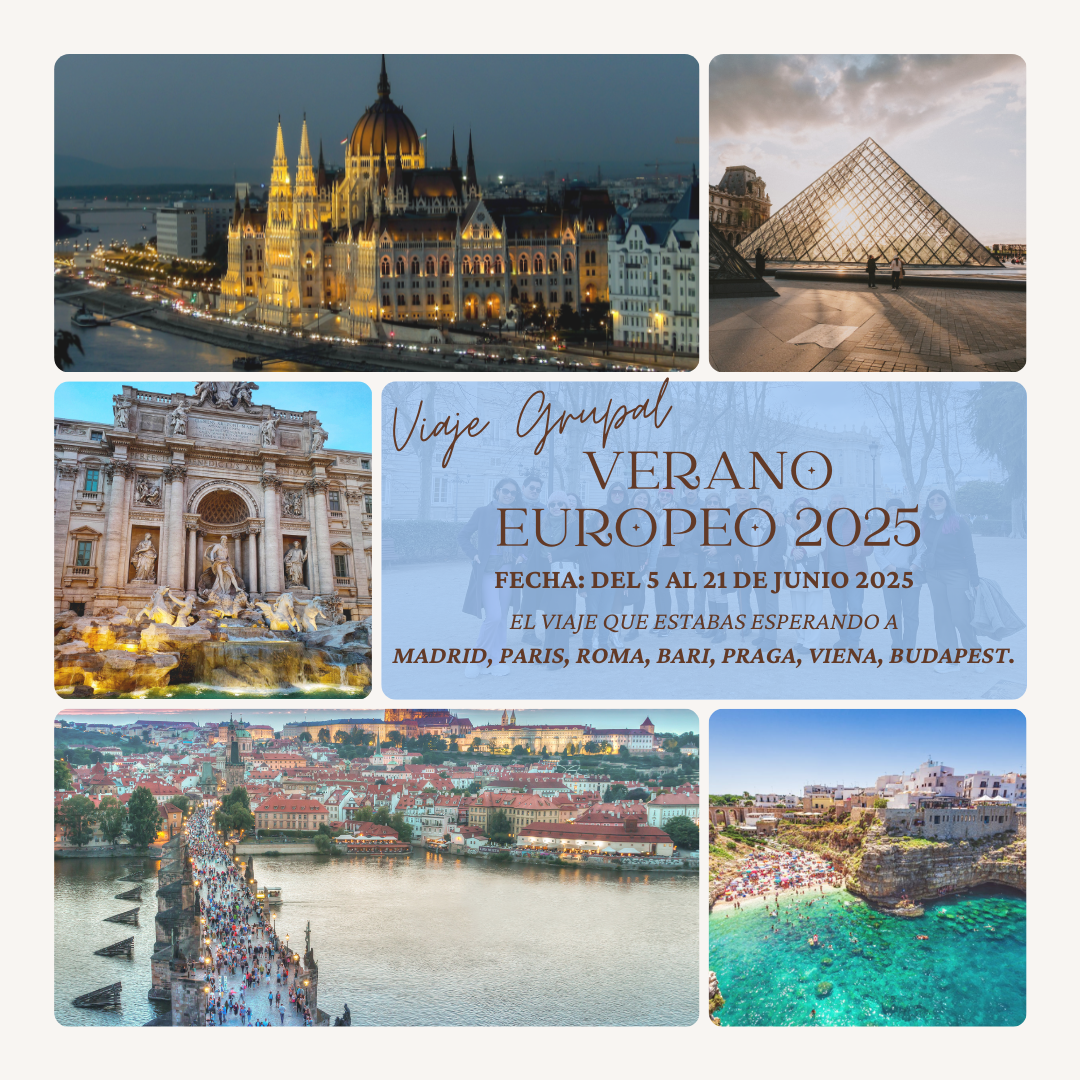 Viaje Grupal
VERANO
EUROPEO 2025
FECHA: DEL 5 AL 21 DE JUNIO 2025
EL VIAJE QUE ESTABAS ESPERANDO A
MADRID, PARIS, ROMA, BARI, PRAGA, VIENA, BUDAPEST.